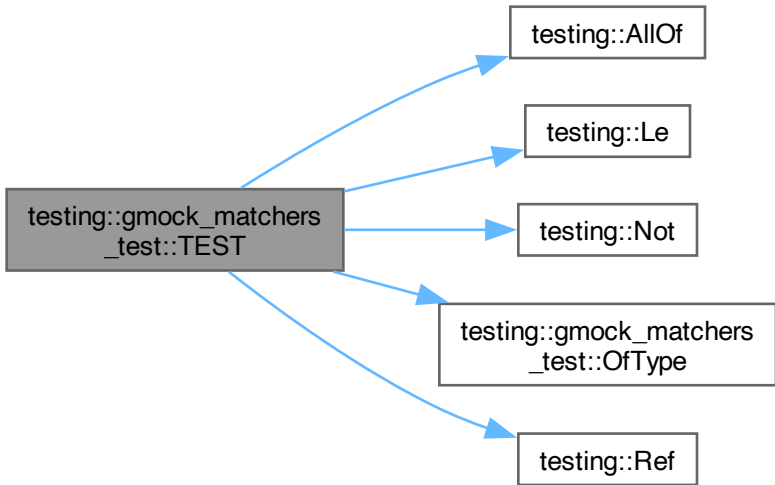 testing::AllOf
testing::Le
testing::gmock_matchers
_test::TEST
testing::Not
testing::gmock_matchers
_test::OfType
testing::Ref